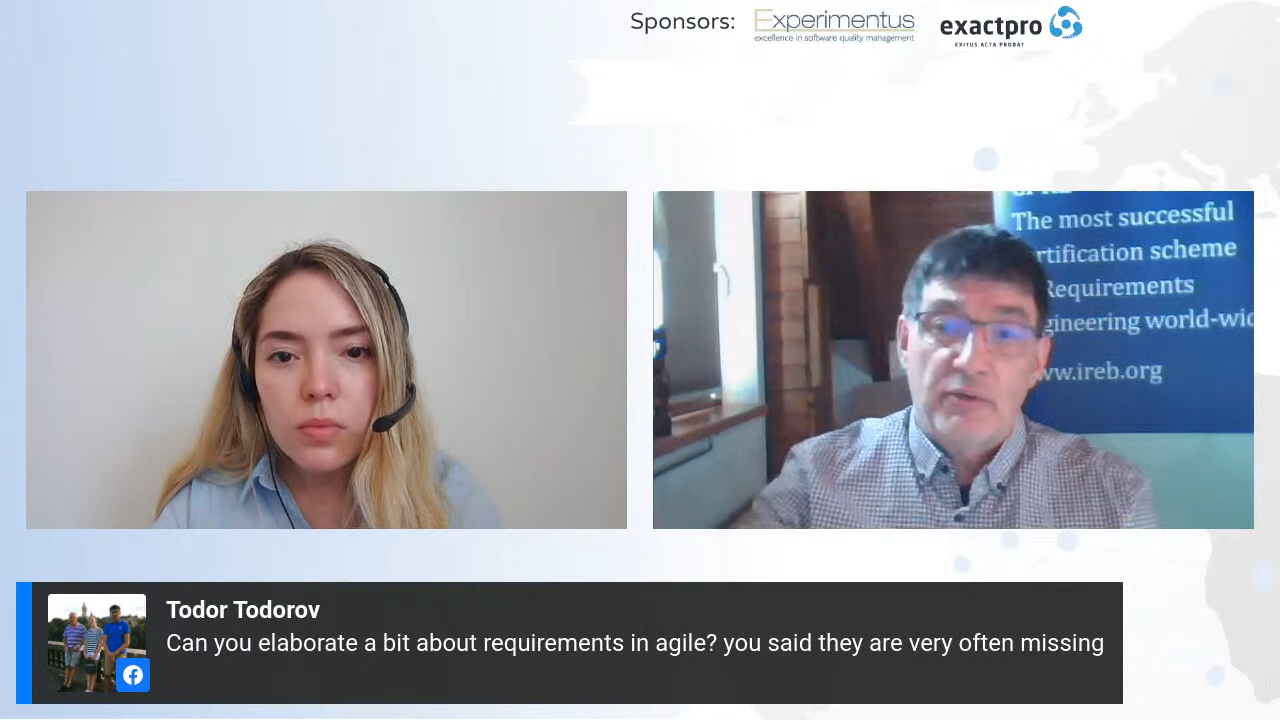 Sponsors:
Experimentus
excellence in software quality management
exactpro
EXITUS ACTA PROBAT
The most successful
rtification scheme
Requirements
gineering world-wid
ww.ireb.org
Todor Todorov
Can you elaborate a bit about requirements in agile? you said they are very often missing